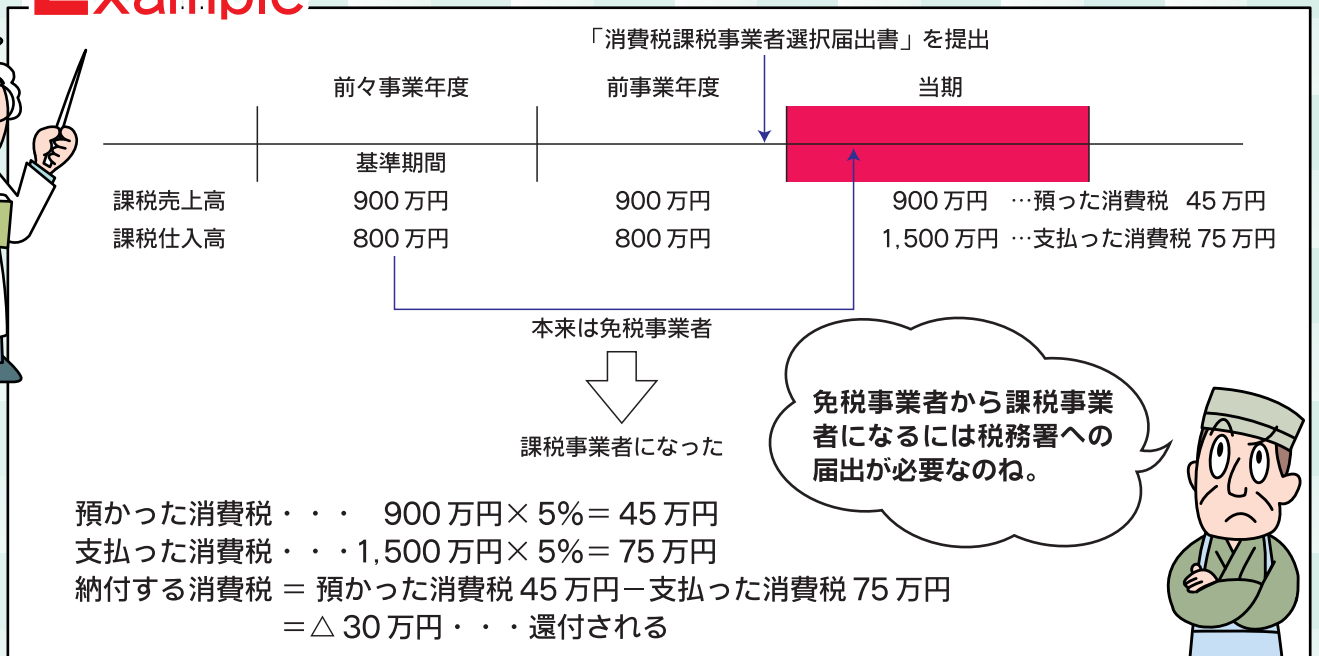 Example
「消費税課税事業者選択届出書」を提出
前々事業年度 前事業年度 当期
基準期間
課税売上高 900万円 900万円 900万円 …預った消費税 45万円
課税仕入高 800万円 800万円 1,500万円 …支払った消費税 75万円
本来は免税事業者
課税事業者になった
免税事業者から課税事業
者になるには税務署への
届出が必要なのね。
預かった消費税・・・ 900万円×5%=45万円
支払った消費税・・・1,500万円×5%=75万円
納付する消費税 = 預かった消費税45万円-支払った消費税75万円
=△30万円・・・還付される